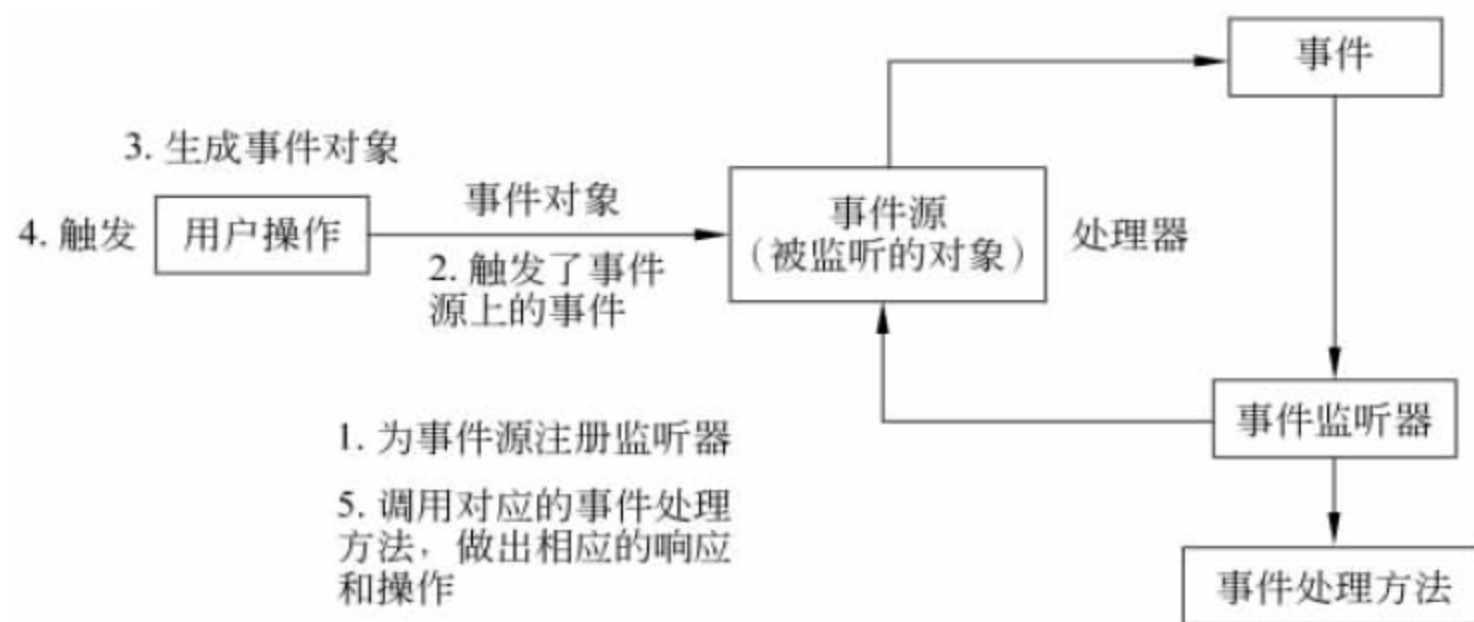 事件
3. 生成事件对象
4. 触发
用户操作
事件对象
2. 触发了事件
源上的事件
事件源
（被监听的对象）
处理器
1. 为事件源注册监听器
事件监听器
5. 调用对应的事件处理
方法，做出相应的响应
和操作
事件处理方法